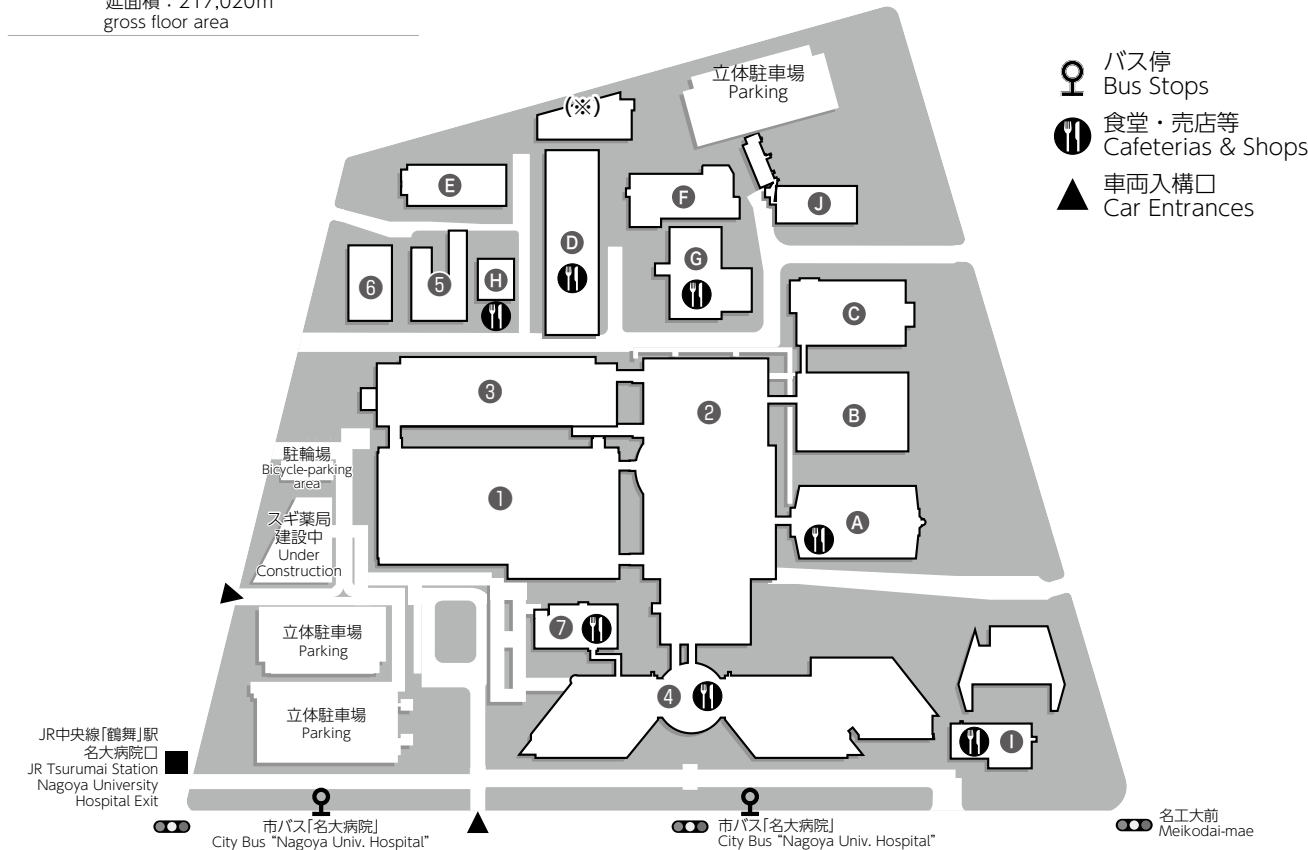 延面積：217,020m
gross floor area
バス停
Bus Stops
食堂・売店等
Cafeterias & Shops
車両入構口
Car Entrances
立体駐車場
Parking
(※)
E
F
J
D
G
6
5
H
C
3
2
B
1
A
駐輪場
Bicycle-parking
area
スギ薬局
建設中
Under
Construction
立体駐車場
Parking
7
4
立体駐車場
Parking
I
JR中央線「鶴舞」駅
名大病院口
JR Tsurumai Station
Nagoya University
Hospital Exit
市バス「名大病院」
City Bus "Nagoya Univ. Hospital"
市バス「名大病院」
City Bus "Nagoya Univ. Hospital"
名工大前
Meikodai-mae